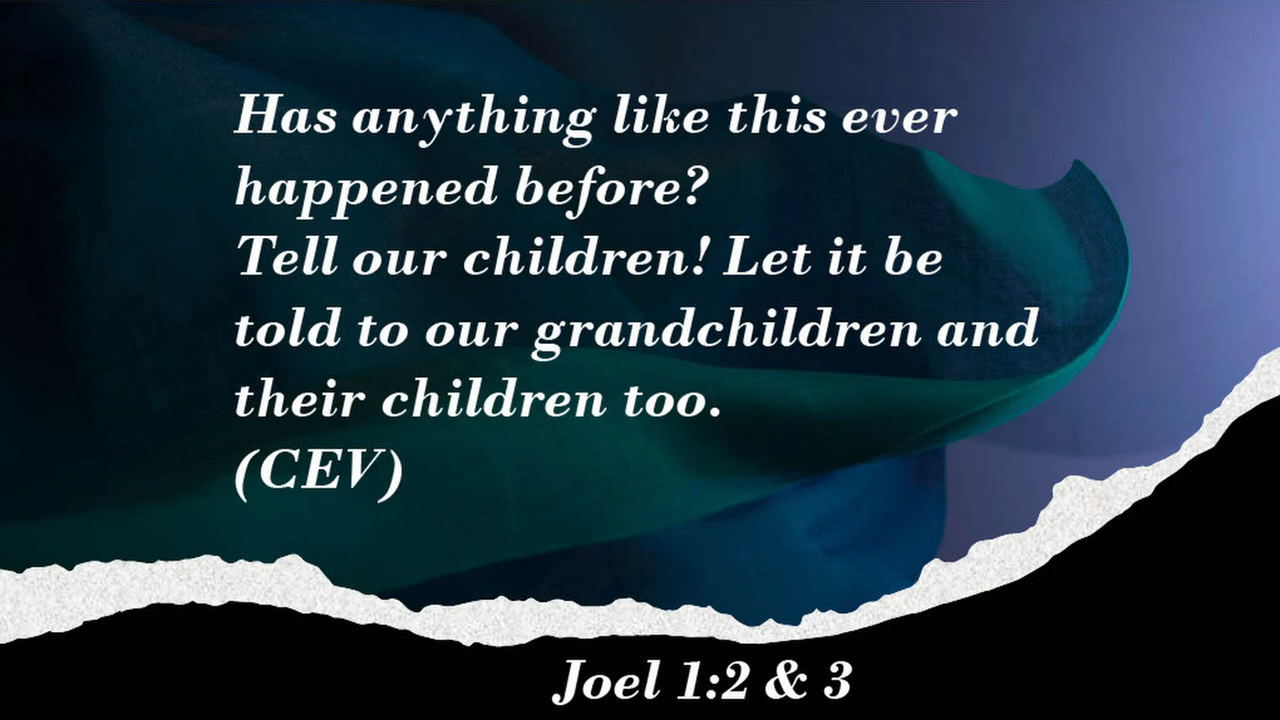 Has anything like this ever
happened before?
Tell our children! Let it be
told to our grandchildren and
their children too.
(CEV)
Joel 1:2 & 3